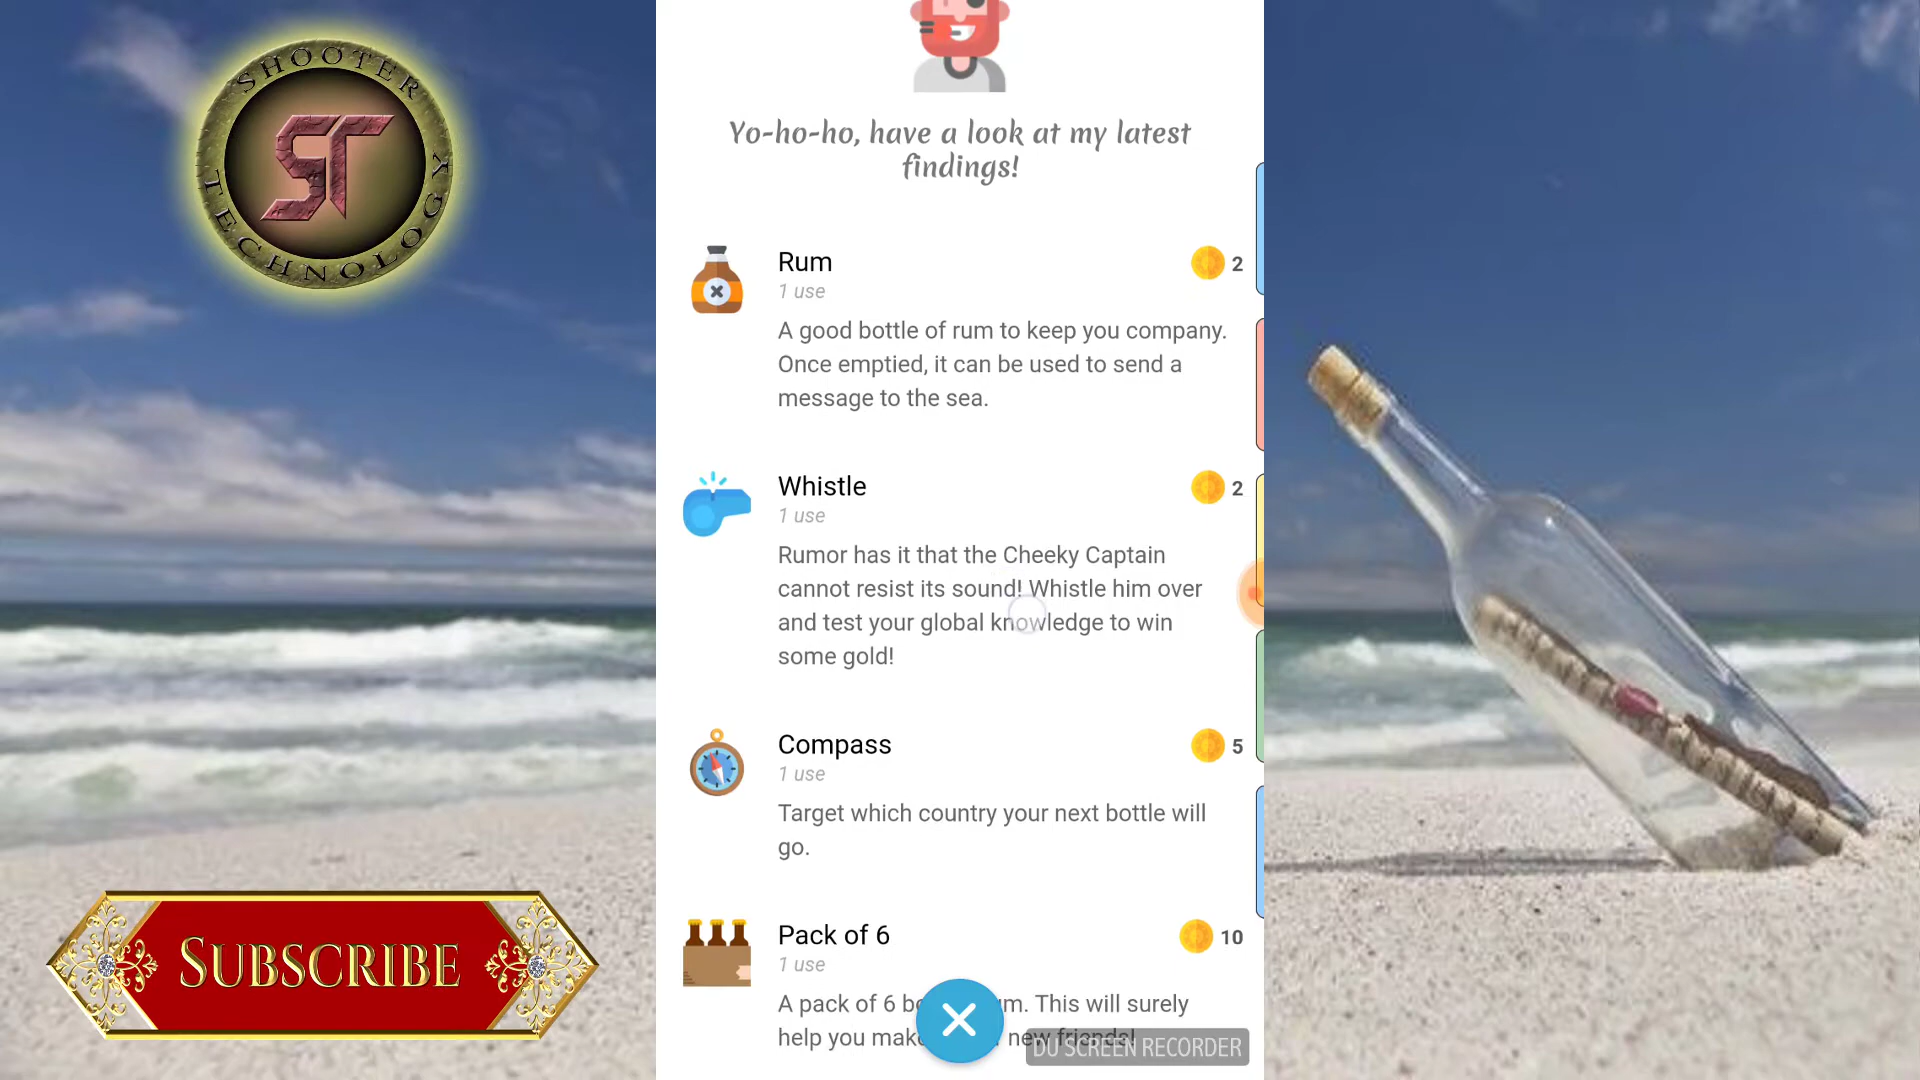 SHOOTER
ST
TECHNOLOGY
Yo-ho-ho, have a look at my latest
findings!
Rum
2
1 use
A good bottle of rum to keep you company.
Once emptied, it can be used to send a
message to the sea.
Whistle
2
1 use
Rumor has it that the Cheeky Captain
cannot resist its sound! Whistle him over
and test your global knowledge to win
some gold!
Compass
5
1 use
Target which country your next bottle will
go.
Pack of 6
10
1 use
A pack of 6 This will surely
help you new friends!
DU SCREEN RECORDER
SUBSCRIBE